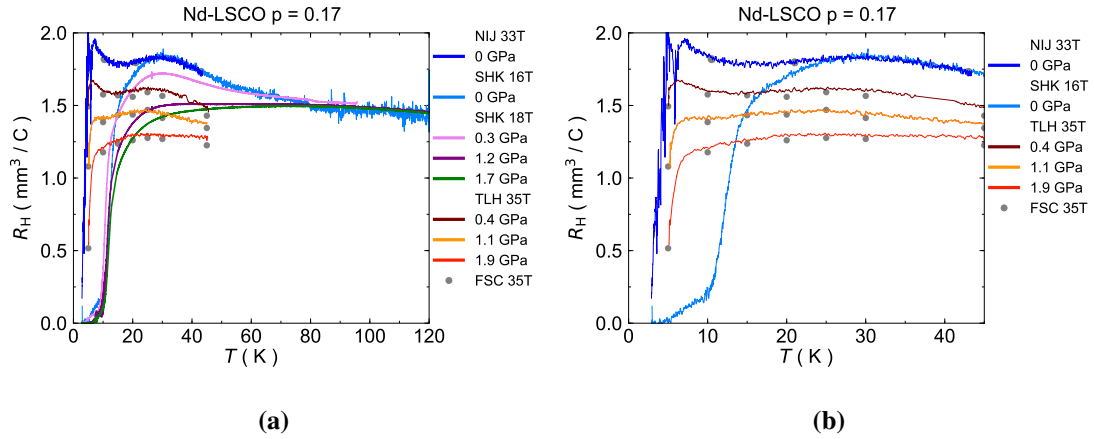 Nd-LSCO p = 0.17
2.0
1.5
1.0
0.5
0.0
R_H ( mm³ / C )
0 20 40 60 80 100 120
T ( K )
NIJ 33T
0 GPa
SHK 16T
0 GPa
SHK 18T
0.3 GPa
1.2 GPa
1.7 GPa
TLH 35T
0.4 GPa
1.1 GPa
1.9 GPa
FSC 35T
(a)
Nd-LSCO p = 0.17
2.0
1.5
1.0
0.5
0.0
R_H ( mm³ / C )
10 20 30 40
T ( K )
NIJ 33T
0 GPa
SHK 16T
0 GPa
TLH 35T
0.4 GPa
1.1 GPa
1.9 GPa
FSC 35T
(b)